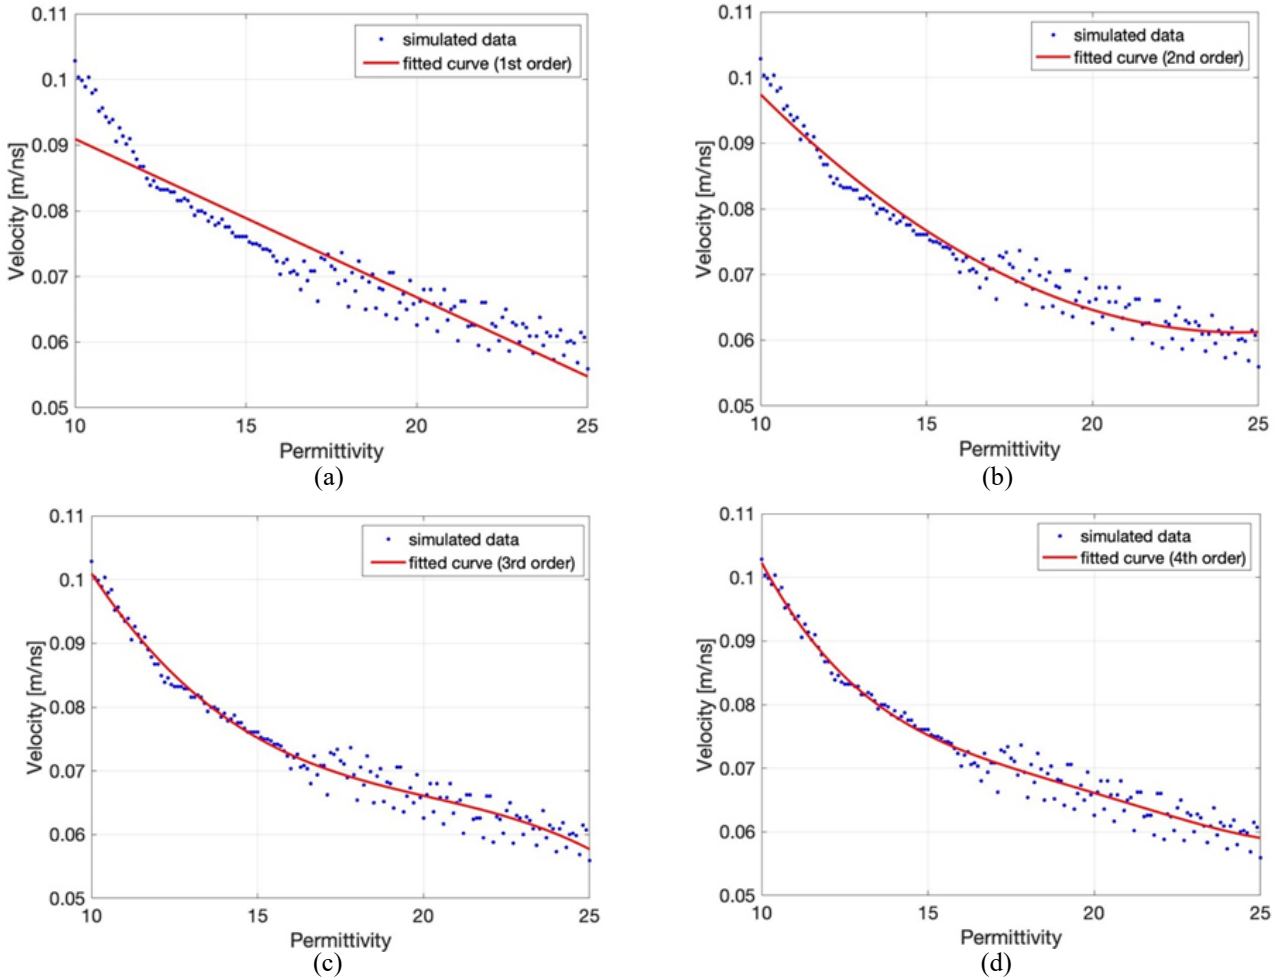 0.11
0.1
0.09
0.08
0.07
0.06
0.05
Velocity [m/ns]
simulated data
fitted curve (1st order)
10
15
20
25
Permittivity
(a)
0.11
0.1
0.09
0.08
0.07
0.06
0.05
Velocity [m/ns]
simulated data
fitted curve (2nd order)
10
15
20
25
Permittivity
(b)
0.11
0.1
0.09
0.08
0.07
0.06
0.05
Velocity [m/ns]
simulated data
fitted curve (3rd order)
10
15
20
25
Permittivity
(c)
0.11
0.1
0.09
0.08
0.07
0.06
0.05
Velocity [m/ns]
simulated data
fitted curve (4th order)
10
15
20
25
Permittivity
(d)